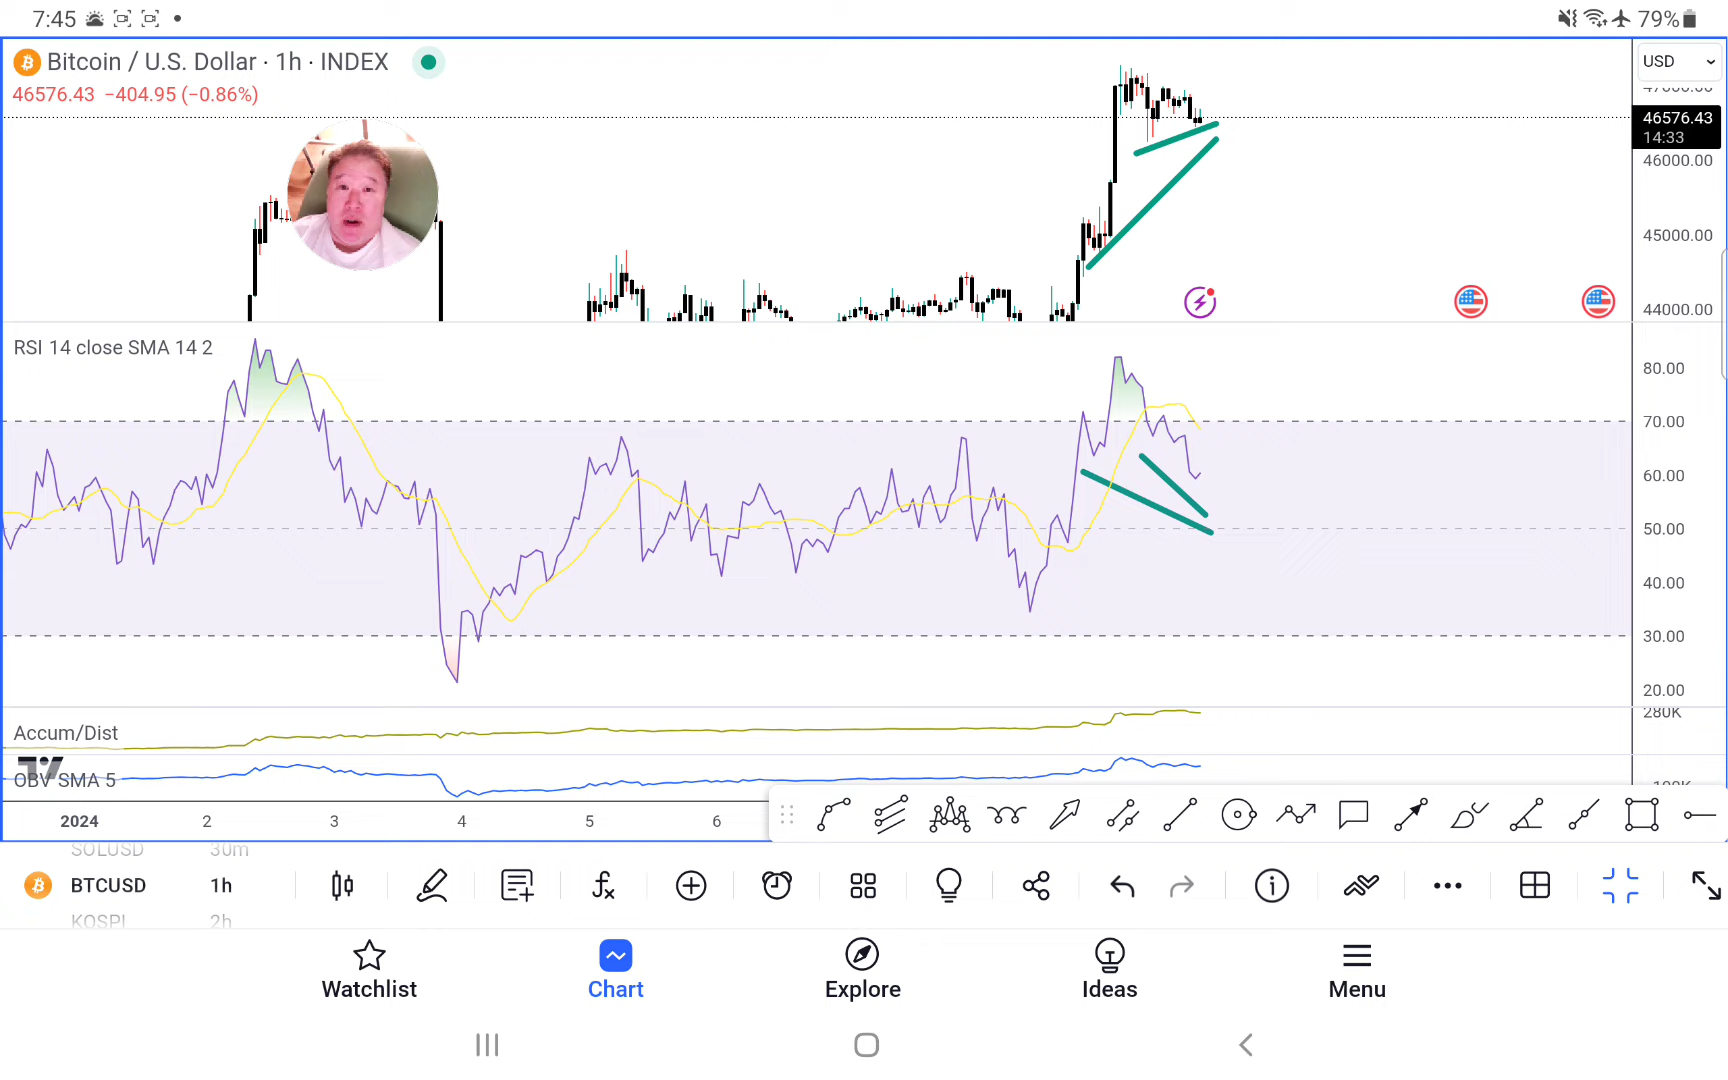 7:45 79%
Bitcoin / U.S. Dollar · 1h · INDEX
USD
46576.43 −404.95 (−0.86%)
47000.00
46576.43
14:33
46000.00
45000.00
44000.00
RSI 14 close SMA 14 2
80.00
70.00
60.00
50.00
40.00
30.00
20.00
280K
Accum/Dist
OBV SMA 5
2024 2 3 4 5 6
SOLUSD 30m
BTCUSD 1h
KOSPI 2h
Watchlist Chart Explore Ideas Menu